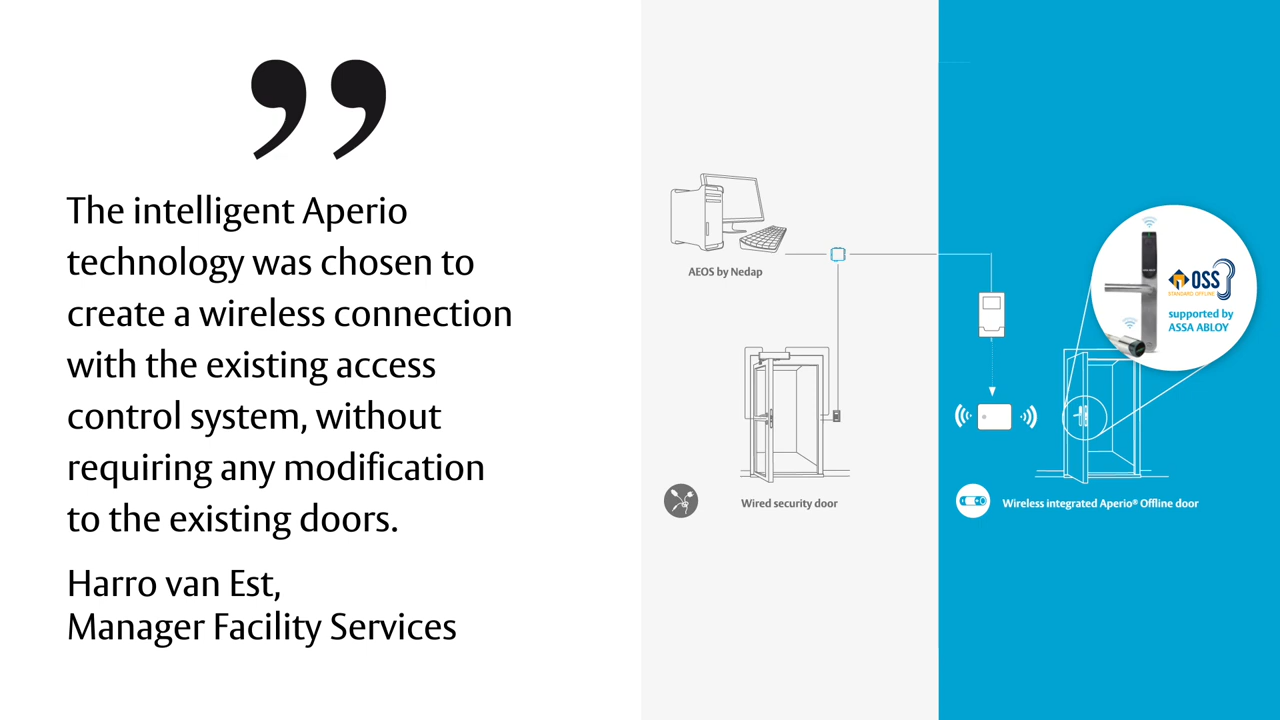 ”
The intelligent Aperio
technology was chosen to
create a wireless connection
with the existing access
control system, without
requiring any modification
to the existing doors.
Harro van Est,
Manager Facility Services
AEOS by Nedap
Wired security door
OSS
STANDARD OFFLINE
supported by
ASSA ABLOY
Wireless integrated Aperio® Offline door